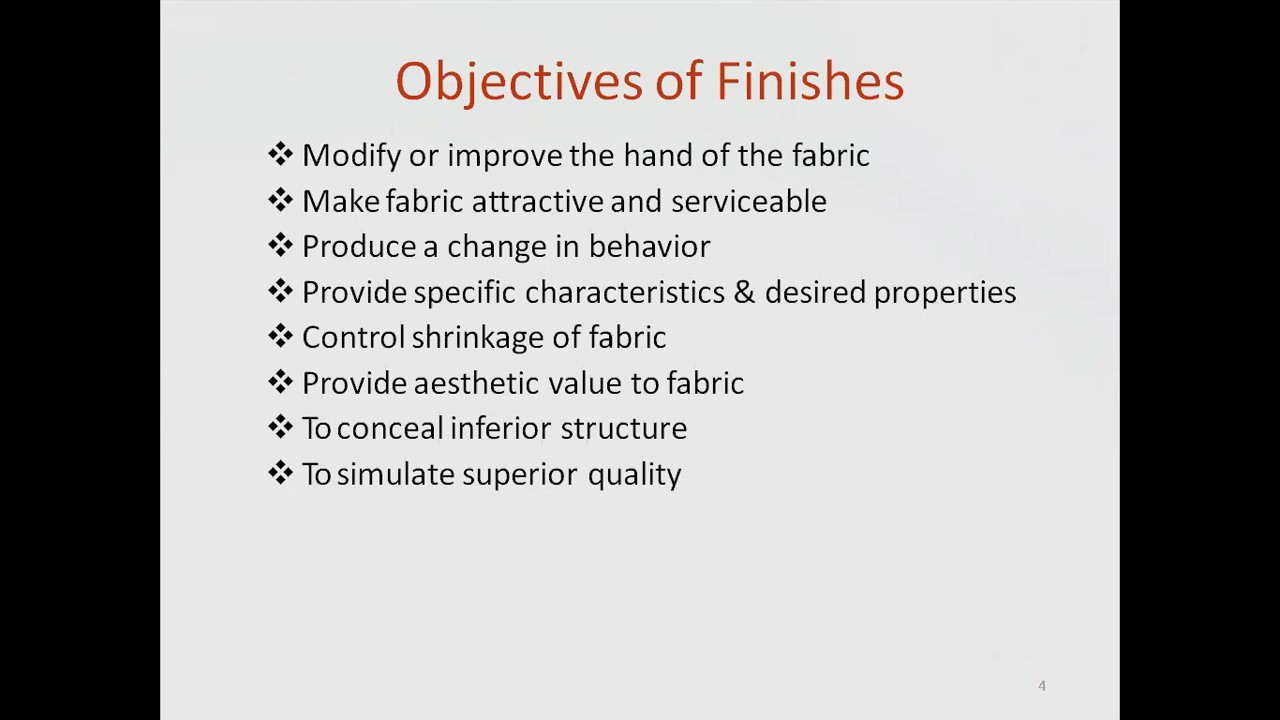 Objectives of Finishes
❖ Modify or improve the hand of the fabric
❖ Make fabric attractive and serviceable
❖ Produce a change in behavior
❖ Provide specific characteristics & desired properties
❖ Control shrinkage of fabric
❖ Provide aesthetic value to fabric
❖ To conceal inferior structure
❖ To simulate superior quality
4